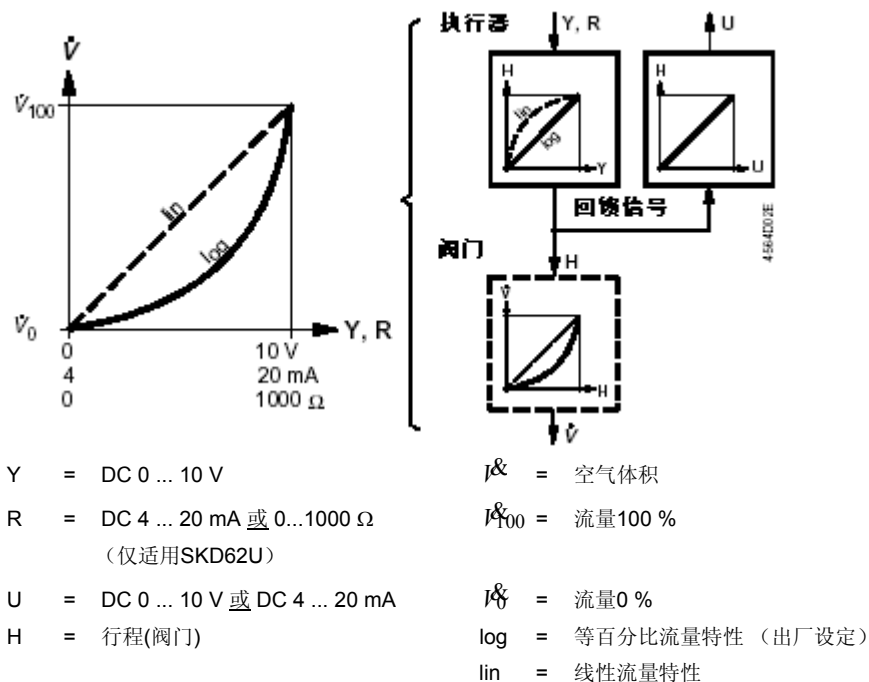 V̇
V̇100
lin
log
V̇0
Y, R
0 10 V
4 20 mA
0 1000 Ω
执行器
Y, R
U
H
lin
log
Y
H
U
回馈信号
4564D02E
阀门
H
V̇
H
V̇
Y = DC 0 ... 10 V
V& = 空气体积
R = DC 4 ... 20 mA 或 0...1000 Ω
（仅适用SKD62U）
V&100 = 流量100 %
U = DC 0 ... 10 V 或 DC 4 ... 20 mA
V&0 = 流量0 %
H = 行程(阀门)
log = 等百分比流量特性 （出厂设定）
lin = 线性流量特性